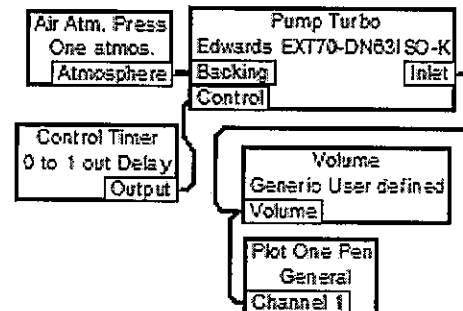 Air Atm. Press
One atmos.
Atmosphere
Pump Turbo
Edwards EXT70-DN63ISO-K
Backing
Inlet
Control
Control Timer
0 to 1 out Delay
Output
Volume
Generic User defined
Volume
Plot One Pen
General
Channel 1